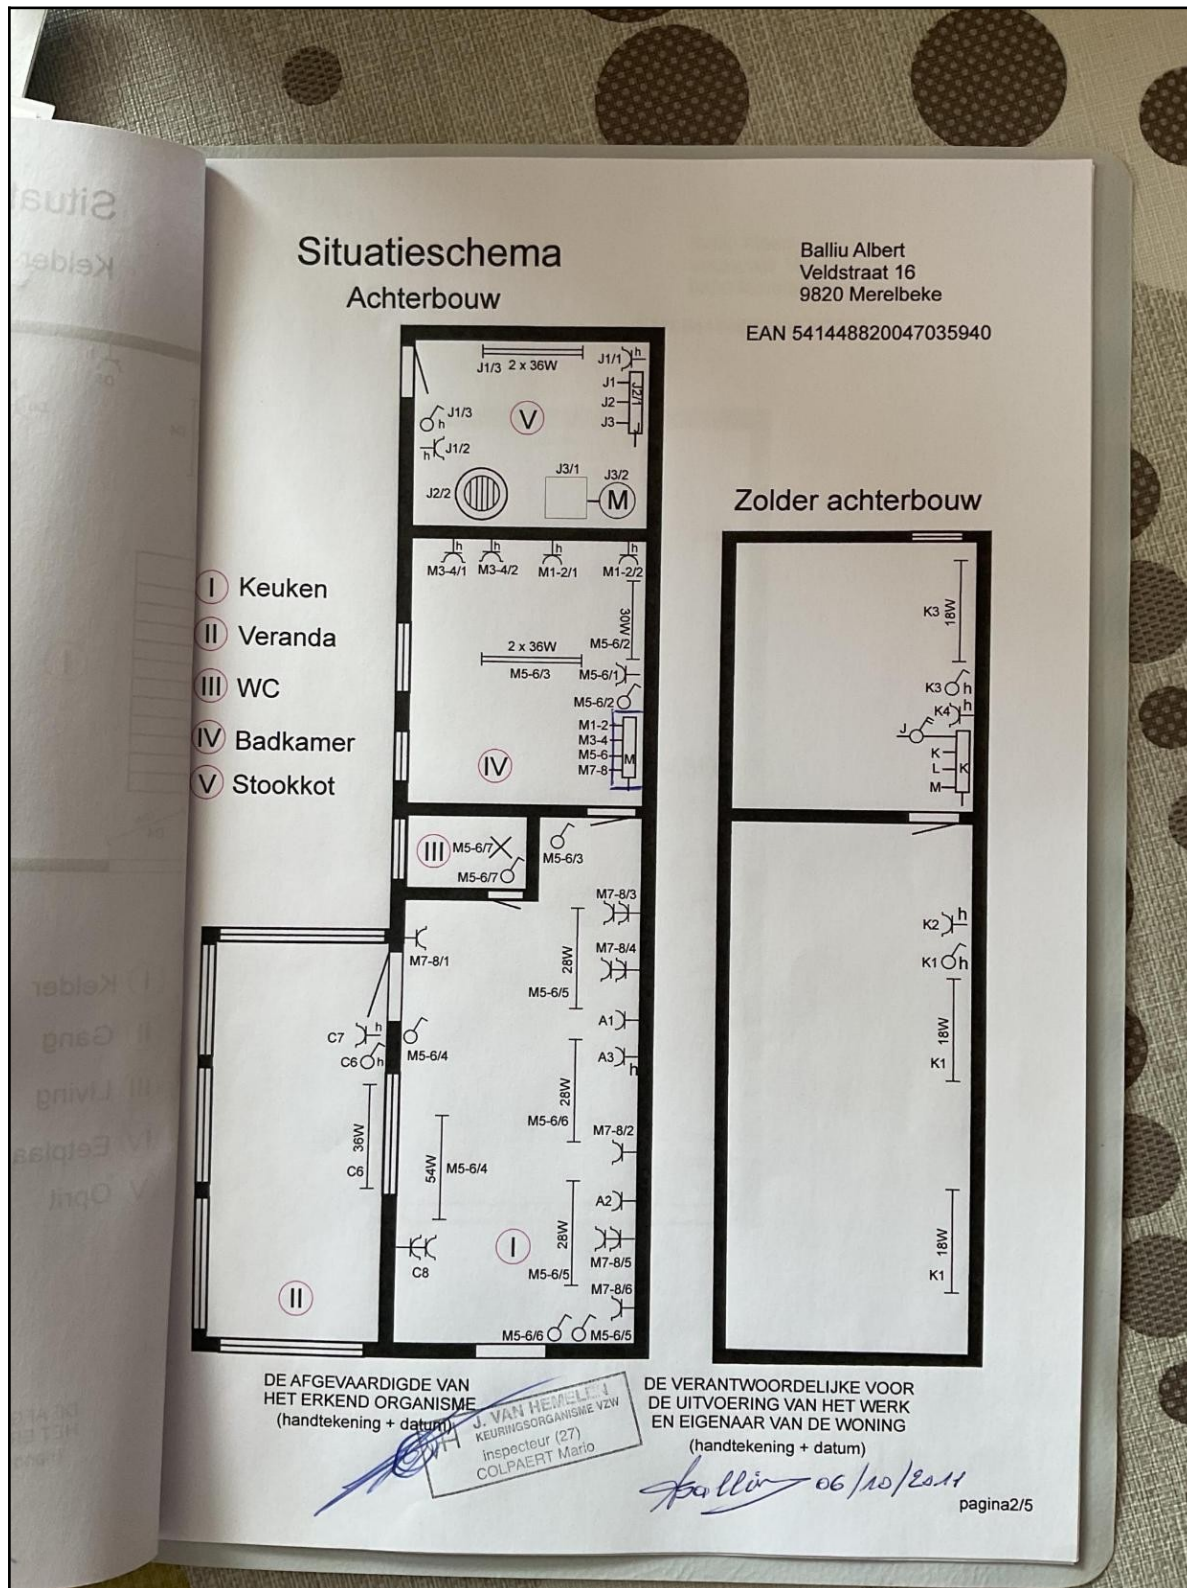 Situatieschema
Achterbouw
Balliu Albert
Veldstraat 16
9820 Merelbeke
EAN 541448820047035940
J1/3 2 x 36W
J1/1 h
J1
J2
J3
J2/1
J1/3
h
V
h J1/2
J2/2
J3/1
J3/2
M
Zolder achterbouw
h h h h
M3-4/1 M3-4/2 M1-2/1 M1-2/2
I Keuken
II Veranda
III WC
IV Badkamer
V Stookkot
30W
M5-6/2
2 x 36W
M5-6/3
M5-6/1
M5-6/2
M1-2
M3-4
M5-6
M7-8
M
IV
III
M5-6/7
M5-6/7
M5-6/3
M7-8/1
M7-8/3
M7-8/4
28W
M5-6/5
A1
A3
h
C7 h
C6 h
M5-6/4
28W
M5-6/6
36W
C6
54W
M5-6/4
M7-8/2
A2
28W
M5-6/5
M7-8/5
C8
I
II
M7-8/6
M5-6/6
M5-6/5
K3
18W
K3 h
K4 h
J
K
L
M
K
K2 h
K1 h
18W
K1
18W
K1
DE AFGEVAARDIGDE VAN
HET ERKEND ORGANISME
(handtekening + datum)
J. VAN HEMELEN
KEURINGSORGANISME VZW
inspecteur (27)
COLPAERT Mario
DE VERANTWOORDELIJKE VOOR
DE UITVOERING VAN HET WERK
EN EIGENAAR VAN DE WONING
(handtekening + datum)
06/10/2011
pagina2/5